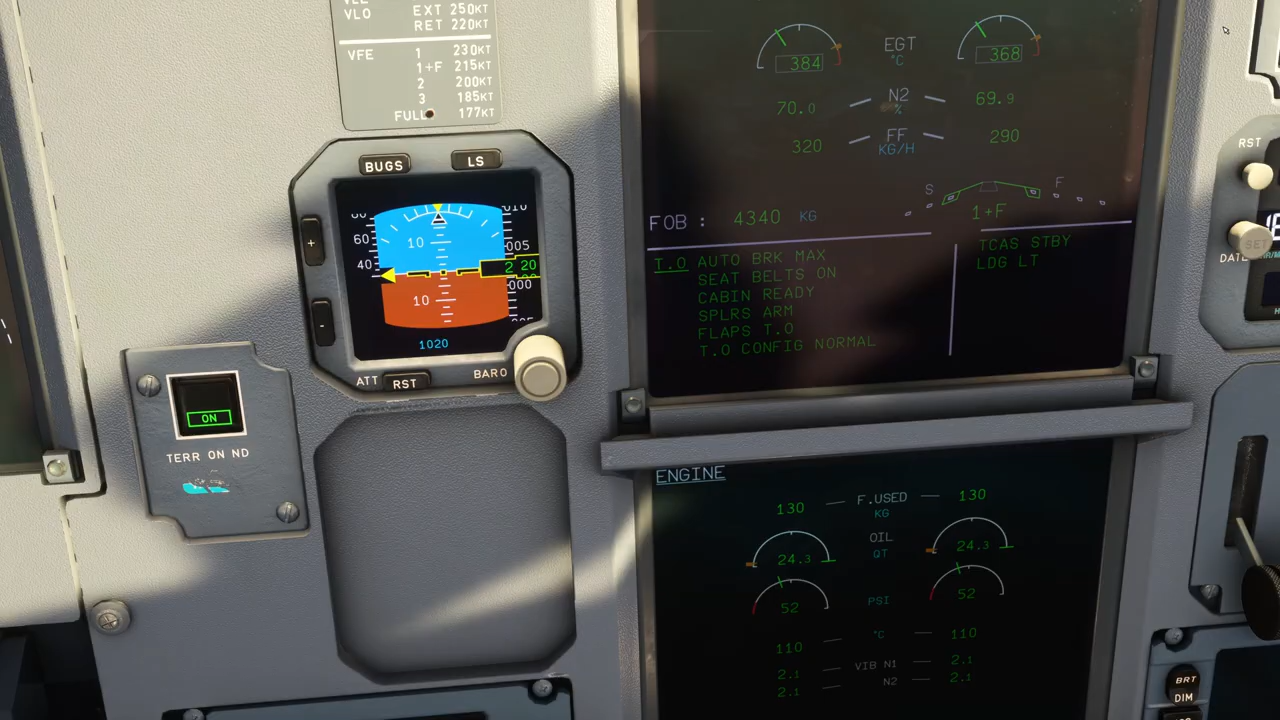 VLO EXT 250KT
RET 220KT
VFE 1 230KT
1+F 215KT
2 200KT
3 185KT
FULL 177KT
BUGS LS
+
-
60
40
10
10
010
005
000
2 20
1020
ATT RST BARO
ON
TERR ON ND
384 EGT 368
°C
70.0 N2 69.9
%
320 FF 290
KG/H
S F
1+F
FOB : 4340 KG
T.O AUTO BRK MAX
SEAT BELTS ON
CABIN READY
SPLRS ARM
FLAPS T.O
T.O CONFIG NORMAL
TCAS STBY
LDG LT
ENGINE
130 F.USED 130
KG
OIL
24.3 QT 24.3
52 PSI 52
110 °C 110
2.1 VIB N1 2.1
2.1 N2 2.1
RST
SET
DATE
BRT
DIM